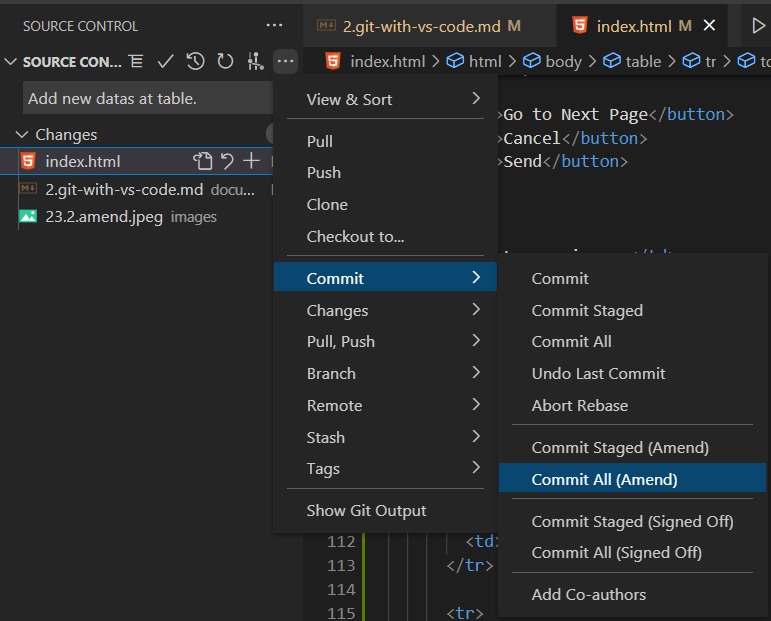 SOURCE CONTROL
2.git-with-vs-code.md M
index.html M
SOURCE CON...
index.html > html > body > table > tr >
Add new datas at table.
Changes
index.html
2.git-with-vs-code.md docu...
23.2.amend.jpeg images
View & Sort
Pull
Push
Clone
Checkout to...
Commit
Changes
Pull, Push
Branch
Remote
Stash
Tags
Show Git Output
>Go to Next Page</button>
>Cancel</button>
>Send</button>
Commit
Commit Staged
Commit All
Undo Last Commit
Abort Rebase
Commit Staged (Amend)
Commit All (Amend)
Commit Staged (Signed Off)
Commit All (Signed Off)
Add Co-authors
112 <td>
113 </tr>
114
115 <tr>